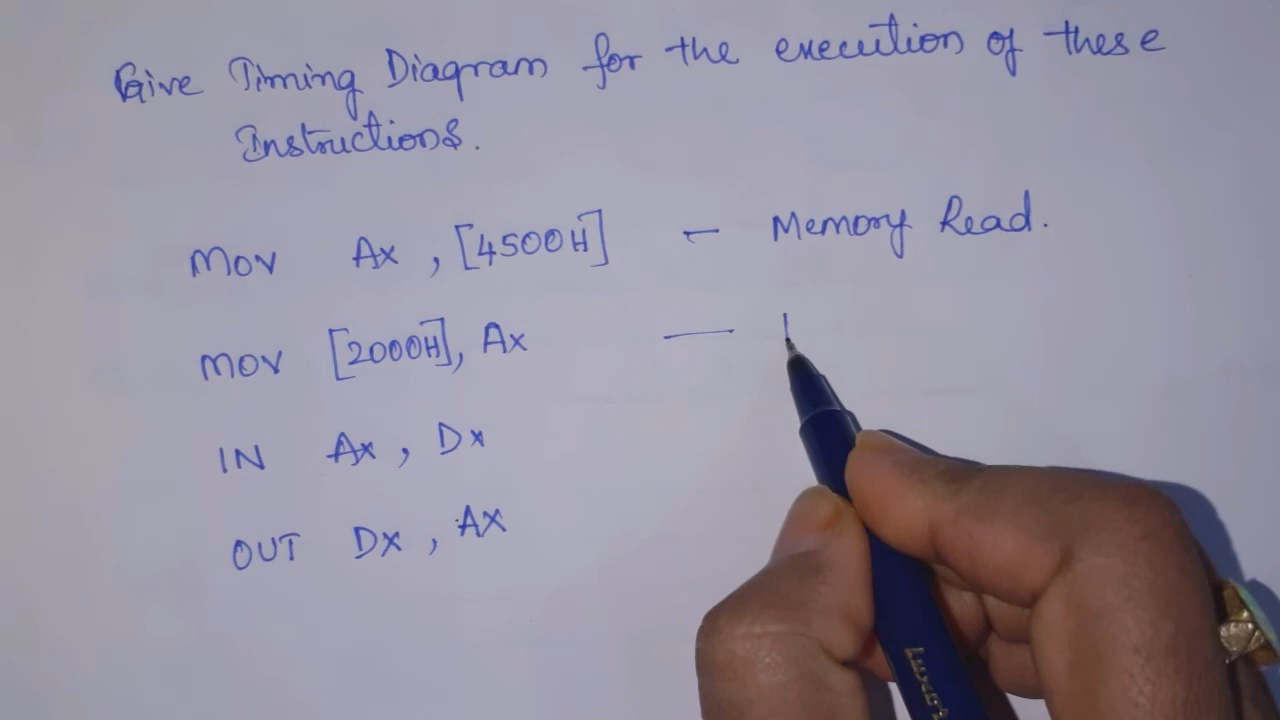 Give Timing Diagram for the execution of these
Instructions.
MOV AX, [4500H] - Memory Read.
MOV [2000H], AX —
IN AX, DX
OUT DX, AX
Luxor